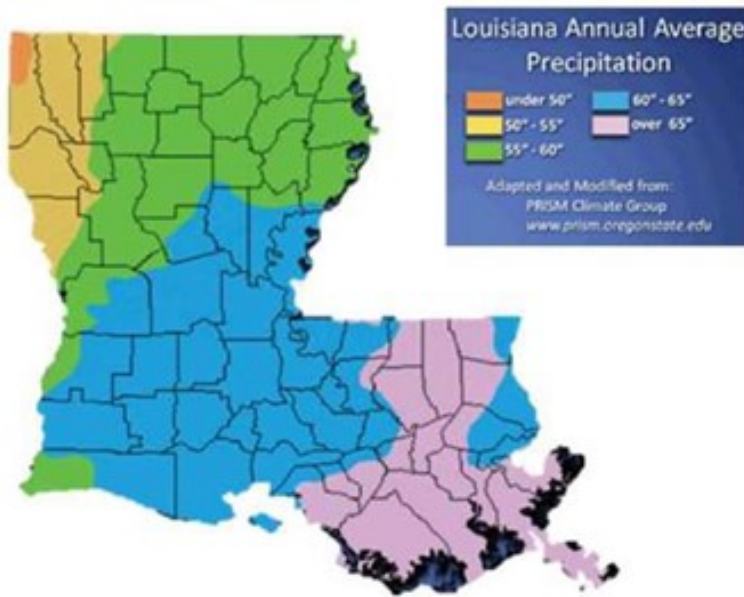 Louisiana Annual Average
Precipitation
under 50"
60" - 65"
50" - 55"
over 65"
55" - 60"
Adapted and Modified from:
PRISM Climate Group
www.prism.oregonstate.edu